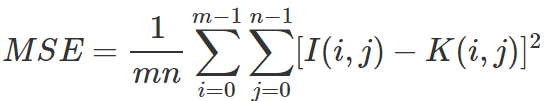 $MSE = \frac{1}{mn} \sum_{i=0}^{m-1} \sum_{j=0}^{n-1} [I(i,j) - K(i,j)]^2$